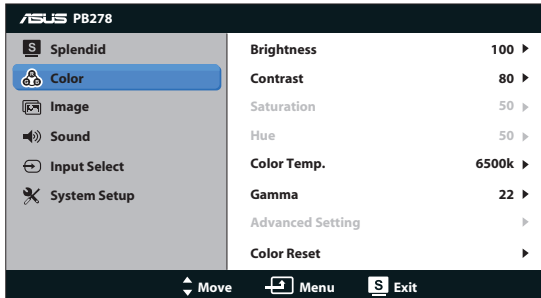 ASUS PB278
S Splendid
Color
Image
Sound
Input Select
System Setup
Brightness 100
Contrast 80
Saturation 50
Hue 50
Color Temp. 6500k
Gamma 22
Advanced Setting
Color Reset
Move Menu S Exit